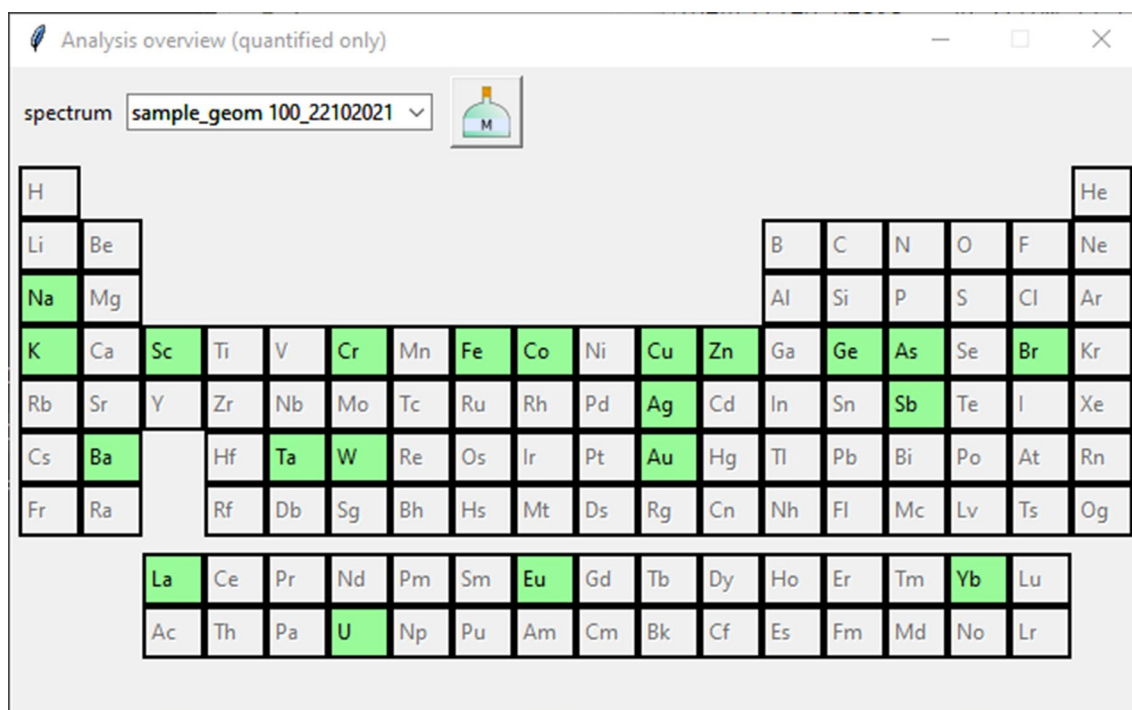 Analysis overview (quantified only)
spectrum sample_geom 100_22102021 M
H He
Li Be B C N O F Ne
Na Mg Al Si P S Cl Ar
K Ca Sc Ti V Cr Mn Fe Co Ni Cu Zn Ga Ge As Se Br Kr
Rb Sr Y Zr Nb Mo Tc Ru Rh Pd Ag Cd In Sn Sb Te I Xe
Cs Ba Hf Ta W Re Os Ir Pt Au Hg Tl Pb Bi Po At Rn
Fr Ra Rf Db Sg Bh Hs Mt Ds Rg Cn Nh Fl Mc Lv Ts Og
La Ce Pr Nd Pm Sm Eu Gd Tb Dy Ho Er Tm Yb Lu
Ac Th Pa U Np Pu Am Cm Bk Cf Es Fm Md No Lr